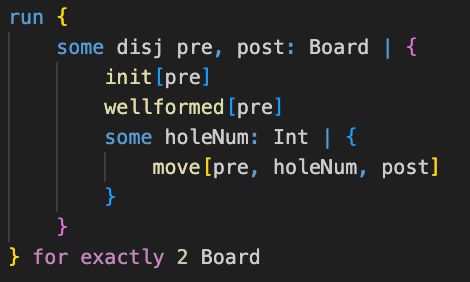 run {
    some disj pre, post: Board | {
        init[pre]
        wellformed[pre]
        some holeNum: Int | {
            move[pre, holeNum, post]
        }
    }
} for exactly 2 Board